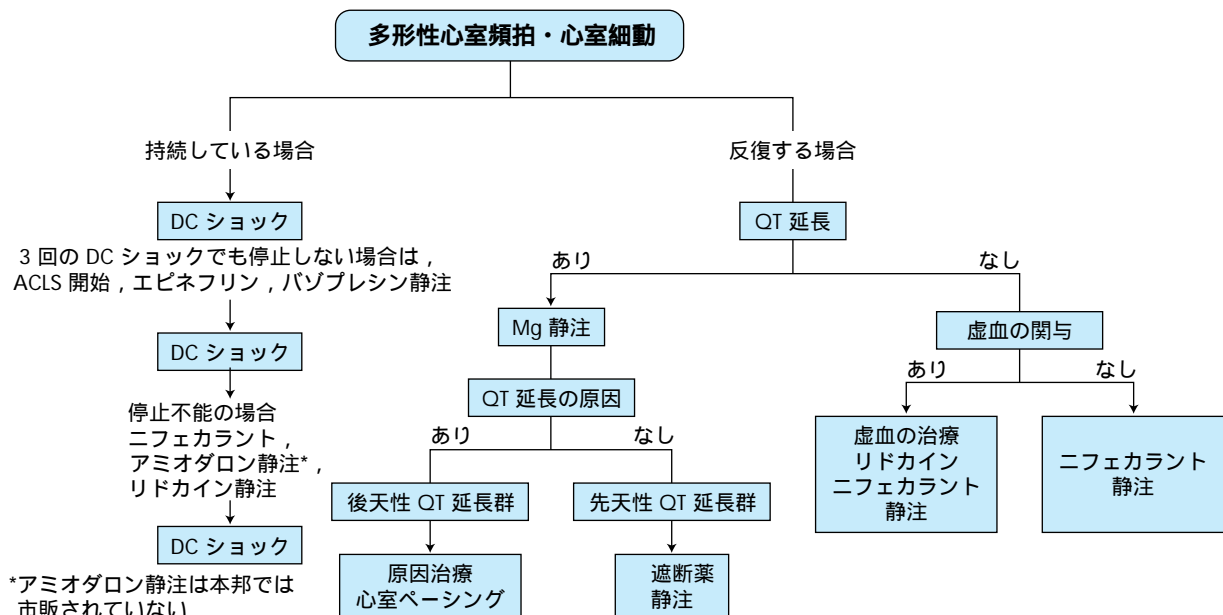 多形性心室頻拍・心室細動
持続している場合
DC ショック
3 回の DC ショックでも停止しない場合は，
ACLS 開始，エピネフリン，バゾプレシン静注
DC ショック
停止不能の場合
ニフェカラント，
アミオダロン静注*，
リドカイン静注
DC ショック
*アミオダロン静注は本邦では
市販されていない
反復する場合
QT 延長
あり
なし
Mg 静注
QT 延長の原因
あり
なし
後天性 QT 延長群
先天性 QT 延長群
原因治療
心室ペーシング
遮断薬
静注
虚血の関与
あり
なし
虚血の治療
リドカイン
ニフェカラント
静注
ニフェカラント
静注